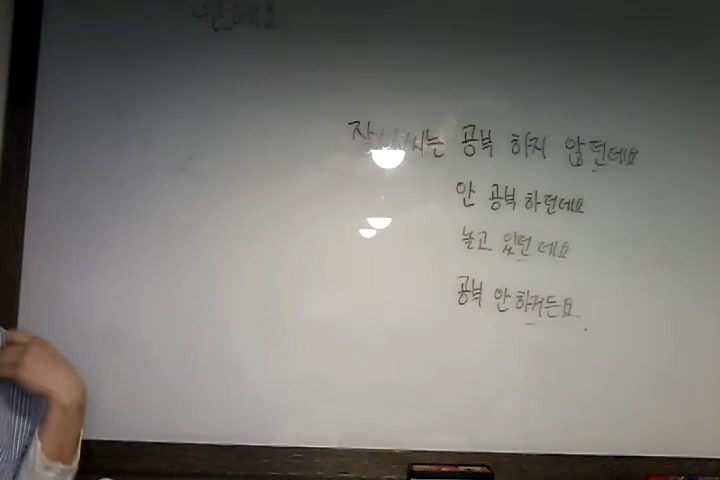 공부 하지 않던데요
안 공부 하던데요
놀고 있던데요
공부 안 하거든요.